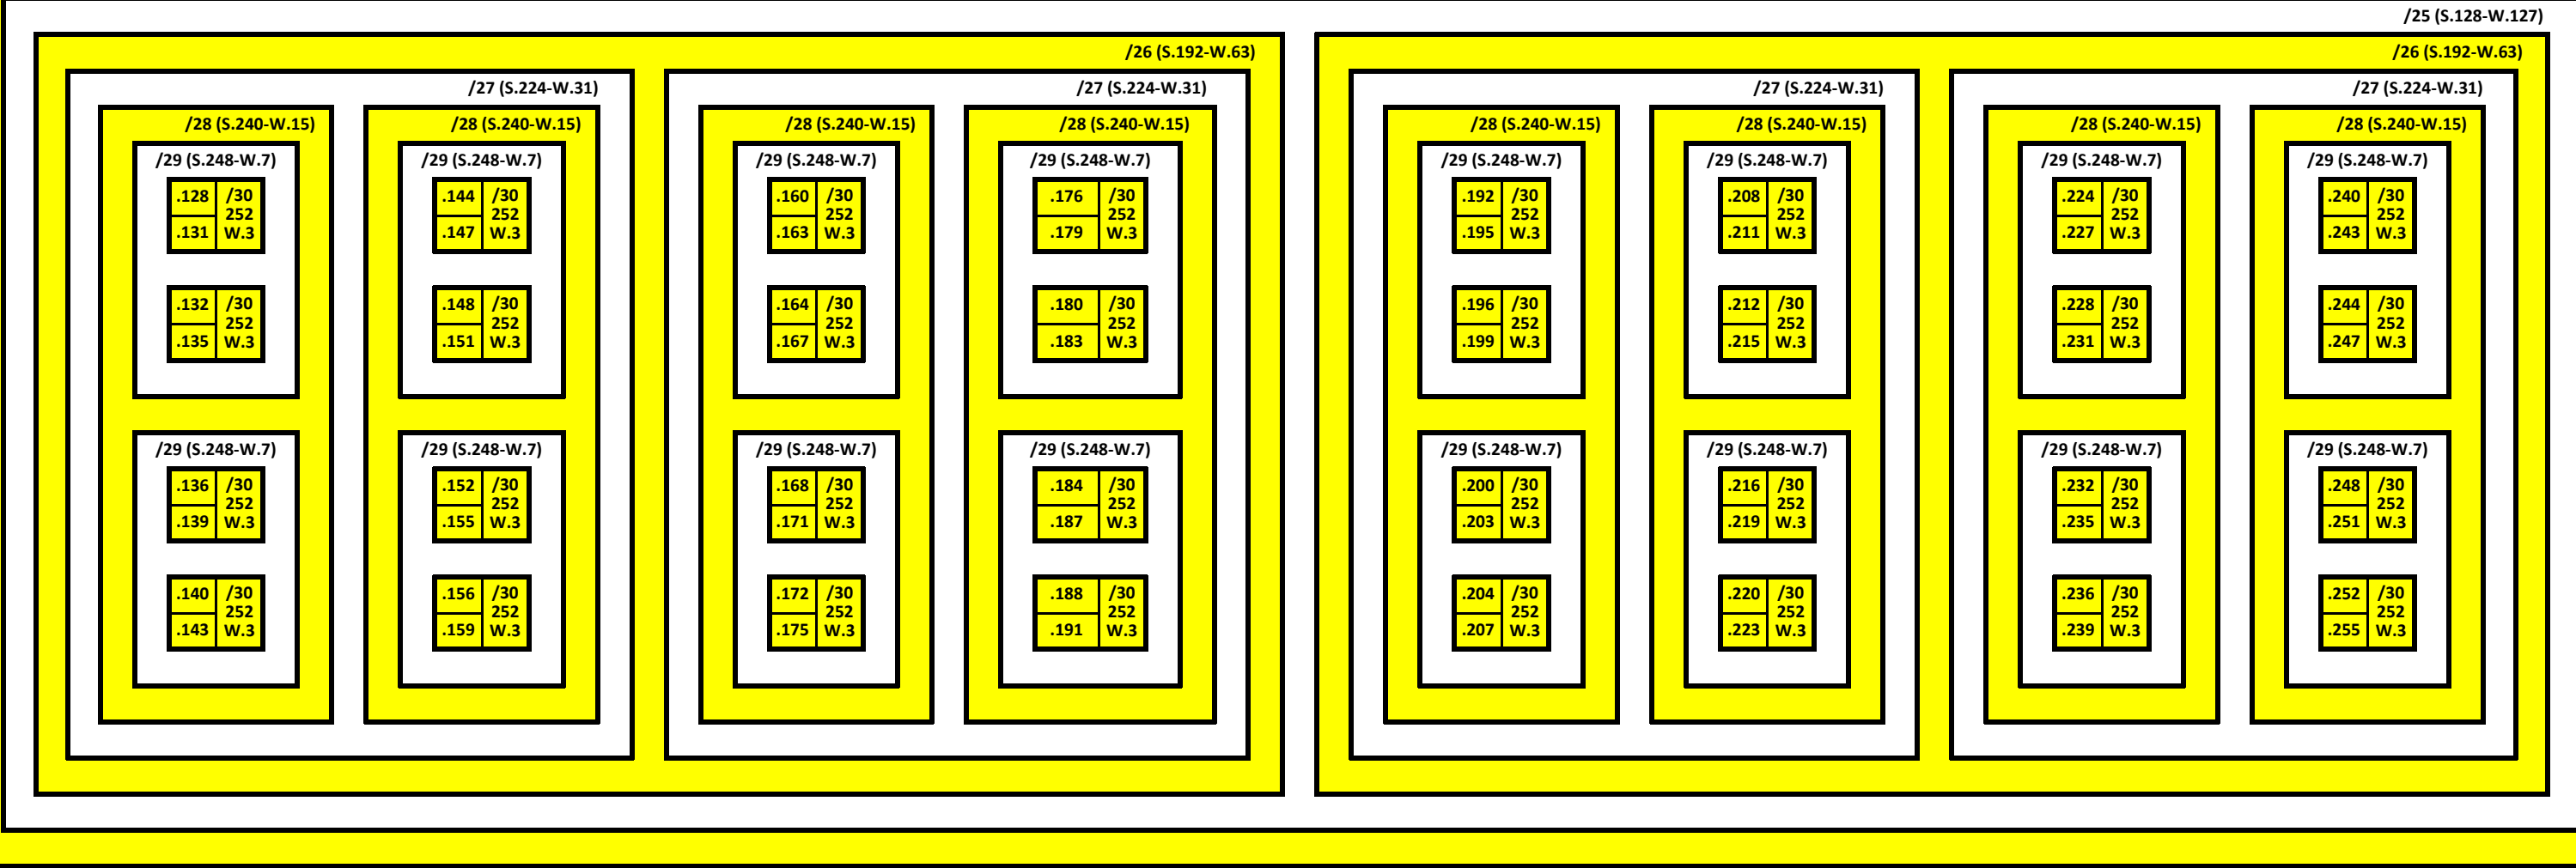 /25 (S.128-W.127)
/26 (S.192-W.63)
/26 (S.192-W.63)
/27 (S.224-W.31)
/27 (S.224-W.31)
/27 (S.224-W.31)
/27 (S.224-W.31)
/28 (S.240-W.15)
/28 (S.240-W.15)
/28 (S.240-W.15)
/28 (S.240-W.15)
/28 (S.240-W.15)
/28 (S.240-W.15)
/28 (S.240-W.15)
/28 (S.240-W.15)
/29 (S.248-W.7)
/29 (S.248-W.7)
/29 (S.248-W.7)
/29 (S.248-W.7)
/29 (S.248-W.7)
/29 (S.248-W.7)
/29 (S.248-W.7)
/29 (S.248-W.7)
.128 /30 .144 /30 .160 /30 .176 /30 .192 /30 .208 /30 .224 /30 .240 /30
252 252 252 252 252 252 252 252
.131 W.3 .147 W.3 .163 W.3 .179 W.3 .195 W.3 .211 W.3 .227 W.3 .243 W.3
.132 /30 .148 /30 .164 /30 .180 /30 .196 /30 .212 /30 .228 /30 .244 /30
252 252 252 252 252 252 252 252
.135 W.3 .151 W.3 .167 W.3 .183 W.3 .199 W.3 .215 W.3 .231 W.3 .247 W.3
/29 (S.248-W.7)
/29 (S.248-W.7)
/29 (S.248-W.7)
/29 (S.248-W.7)
/29 (S.248-W.7)
/29 (S.248-W.7)
/29 (S.248-W.7)
/29 (S.248-W.7)
.136 /30 .152 /30 .168 /30 .184 /30 .200 /30 .216 /30 .232 /30 .248 /30
252 252 252 252 252 252 252 252
.139 W.3 .155 W.3 .171 W.3 .187 W.3 .203 W.3 .219 W.3 .235 W.3 .251 W.3
.140 /30 .156 /30 .172 /30 .188 /30 .204 /30 .220 /30 .236 /30 .252 /30
252 252 252 252 252 252 252 252
.143 W.3 .159 W.3 .175 W.3 .191 W.3 .207 W.3 .223 W.3 .239 W.3 .255 W.3